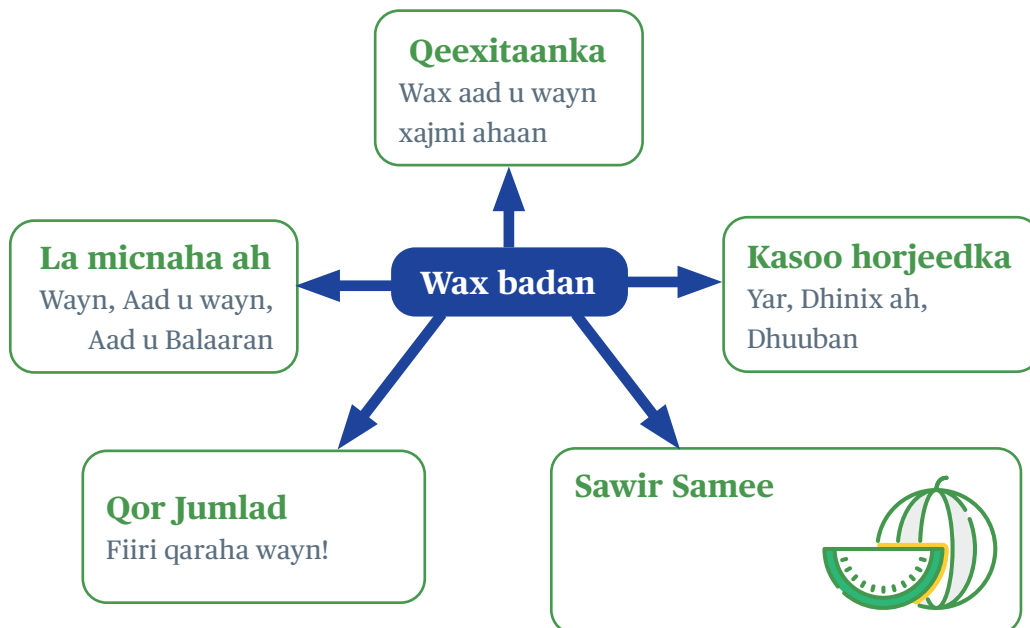 Qeexitaanka
Wax aad u wayn
xajmi ahaan
La micnaha ah
Wayn, Aad u wayn,
Aad u Balaaran
Wax badan
Kasoo horjeedka
Yar, Dhinix ah,
Dhuuban
Qor Jumlad
Fiiri qaraha wayn!
Sawir Samee